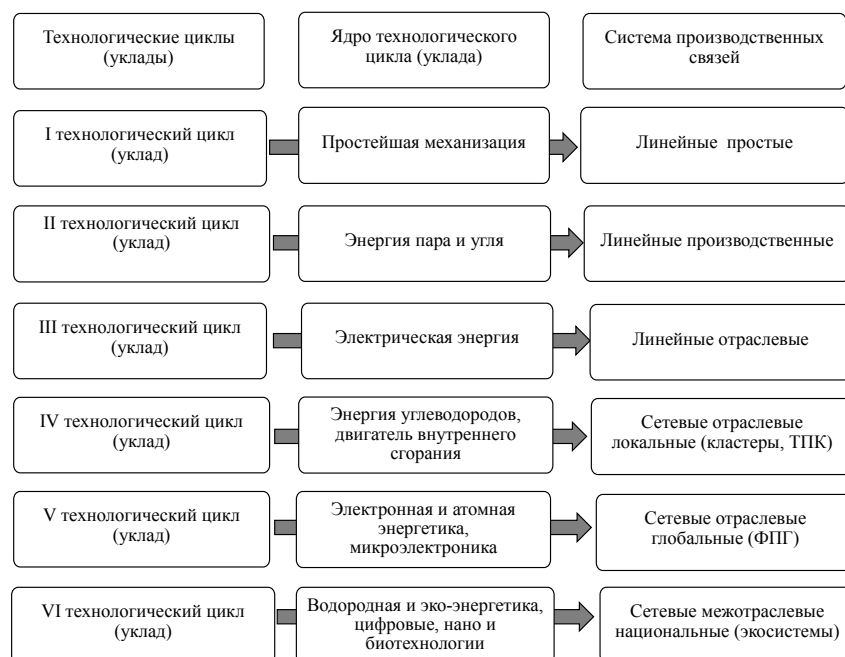 Технологические циклы
(уклады)
Ядро технологического
цикла (уклада)
Система производственных
связей
I технологический цикл
(уклад)
Простейшая механизация
Линейные простые
II технологический цикл
(уклад)
Энергия пара и угля
Линейные производственные
III технологический цикл
(уклад)
Электрическая энергия
Линейные отраслевые
IV технологический цикл
(уклад)
Энергия углеводородов,
двигатель внутреннего
сгорания
Сетевые отраслевые
локальные (кластеры, ТПК)
V технологический цикл
(уклад)
Электронная и атомная
энергетика,
микроэлектроника
Сетевые отраслевые
глобальные (ФПГ)
VI технологический цикл
(уклад)
Водородная и эко-энергетика,
цифровые, нано и
биотехнологии
Сетевые межотраслевые
национальные (экосистемы)